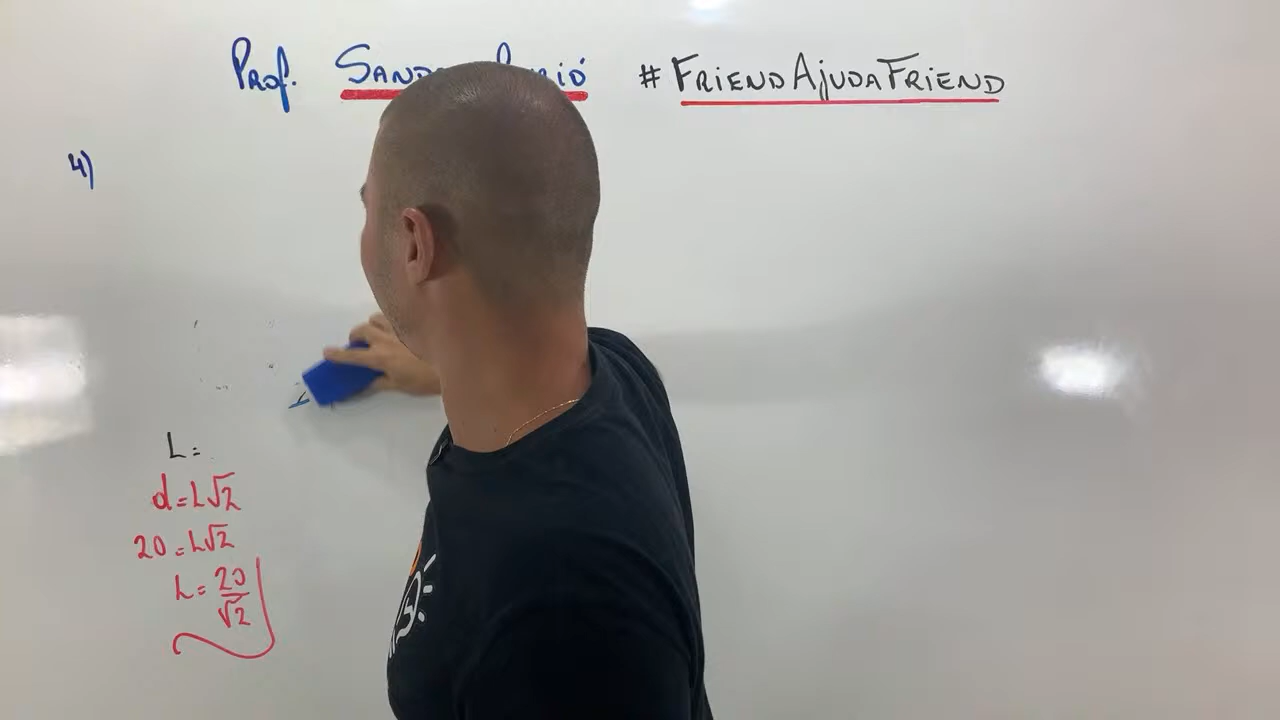 Prof. #FriendAjudaFriend
4)
L=
d=L√2
20=L√2
L=20/√2